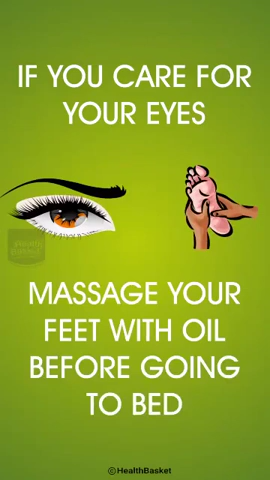 IF YOU CARE FOR
YOUR EYES
MASSAGE YOUR
FEET WITH OIL
BEFORE GOING
TO BED
©HealthBasket